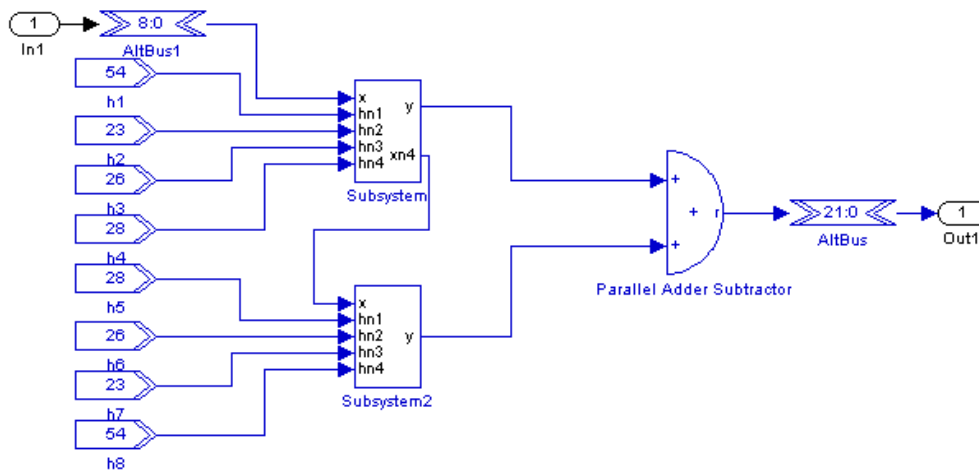 1
In1
8:0
AltBus1
54
h1
23
h2
26
h3
28
h4
28
h5
26
h6
23
h7
54
h8
x
hn1
hn2
hn3
hn4
y
xn4
Subsystem
x
hn1
hn2
hn3
hn4
y
Subsystem2
+
+
+
r
Parallel Adder Subtractor
21:0
AltBus
1
Out1